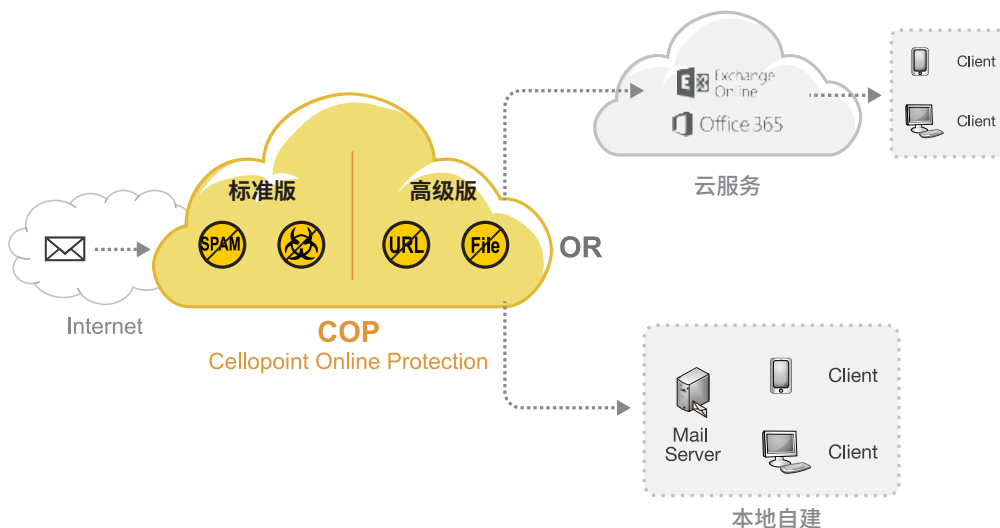 Internet
标准版
高级版
SPAM
URL
File
COP
Cellopoint Online Protection
OR
E
Exchange
Online
Office 365
云服务
Client
Client
Mail
Server
Client
Client
本地自建